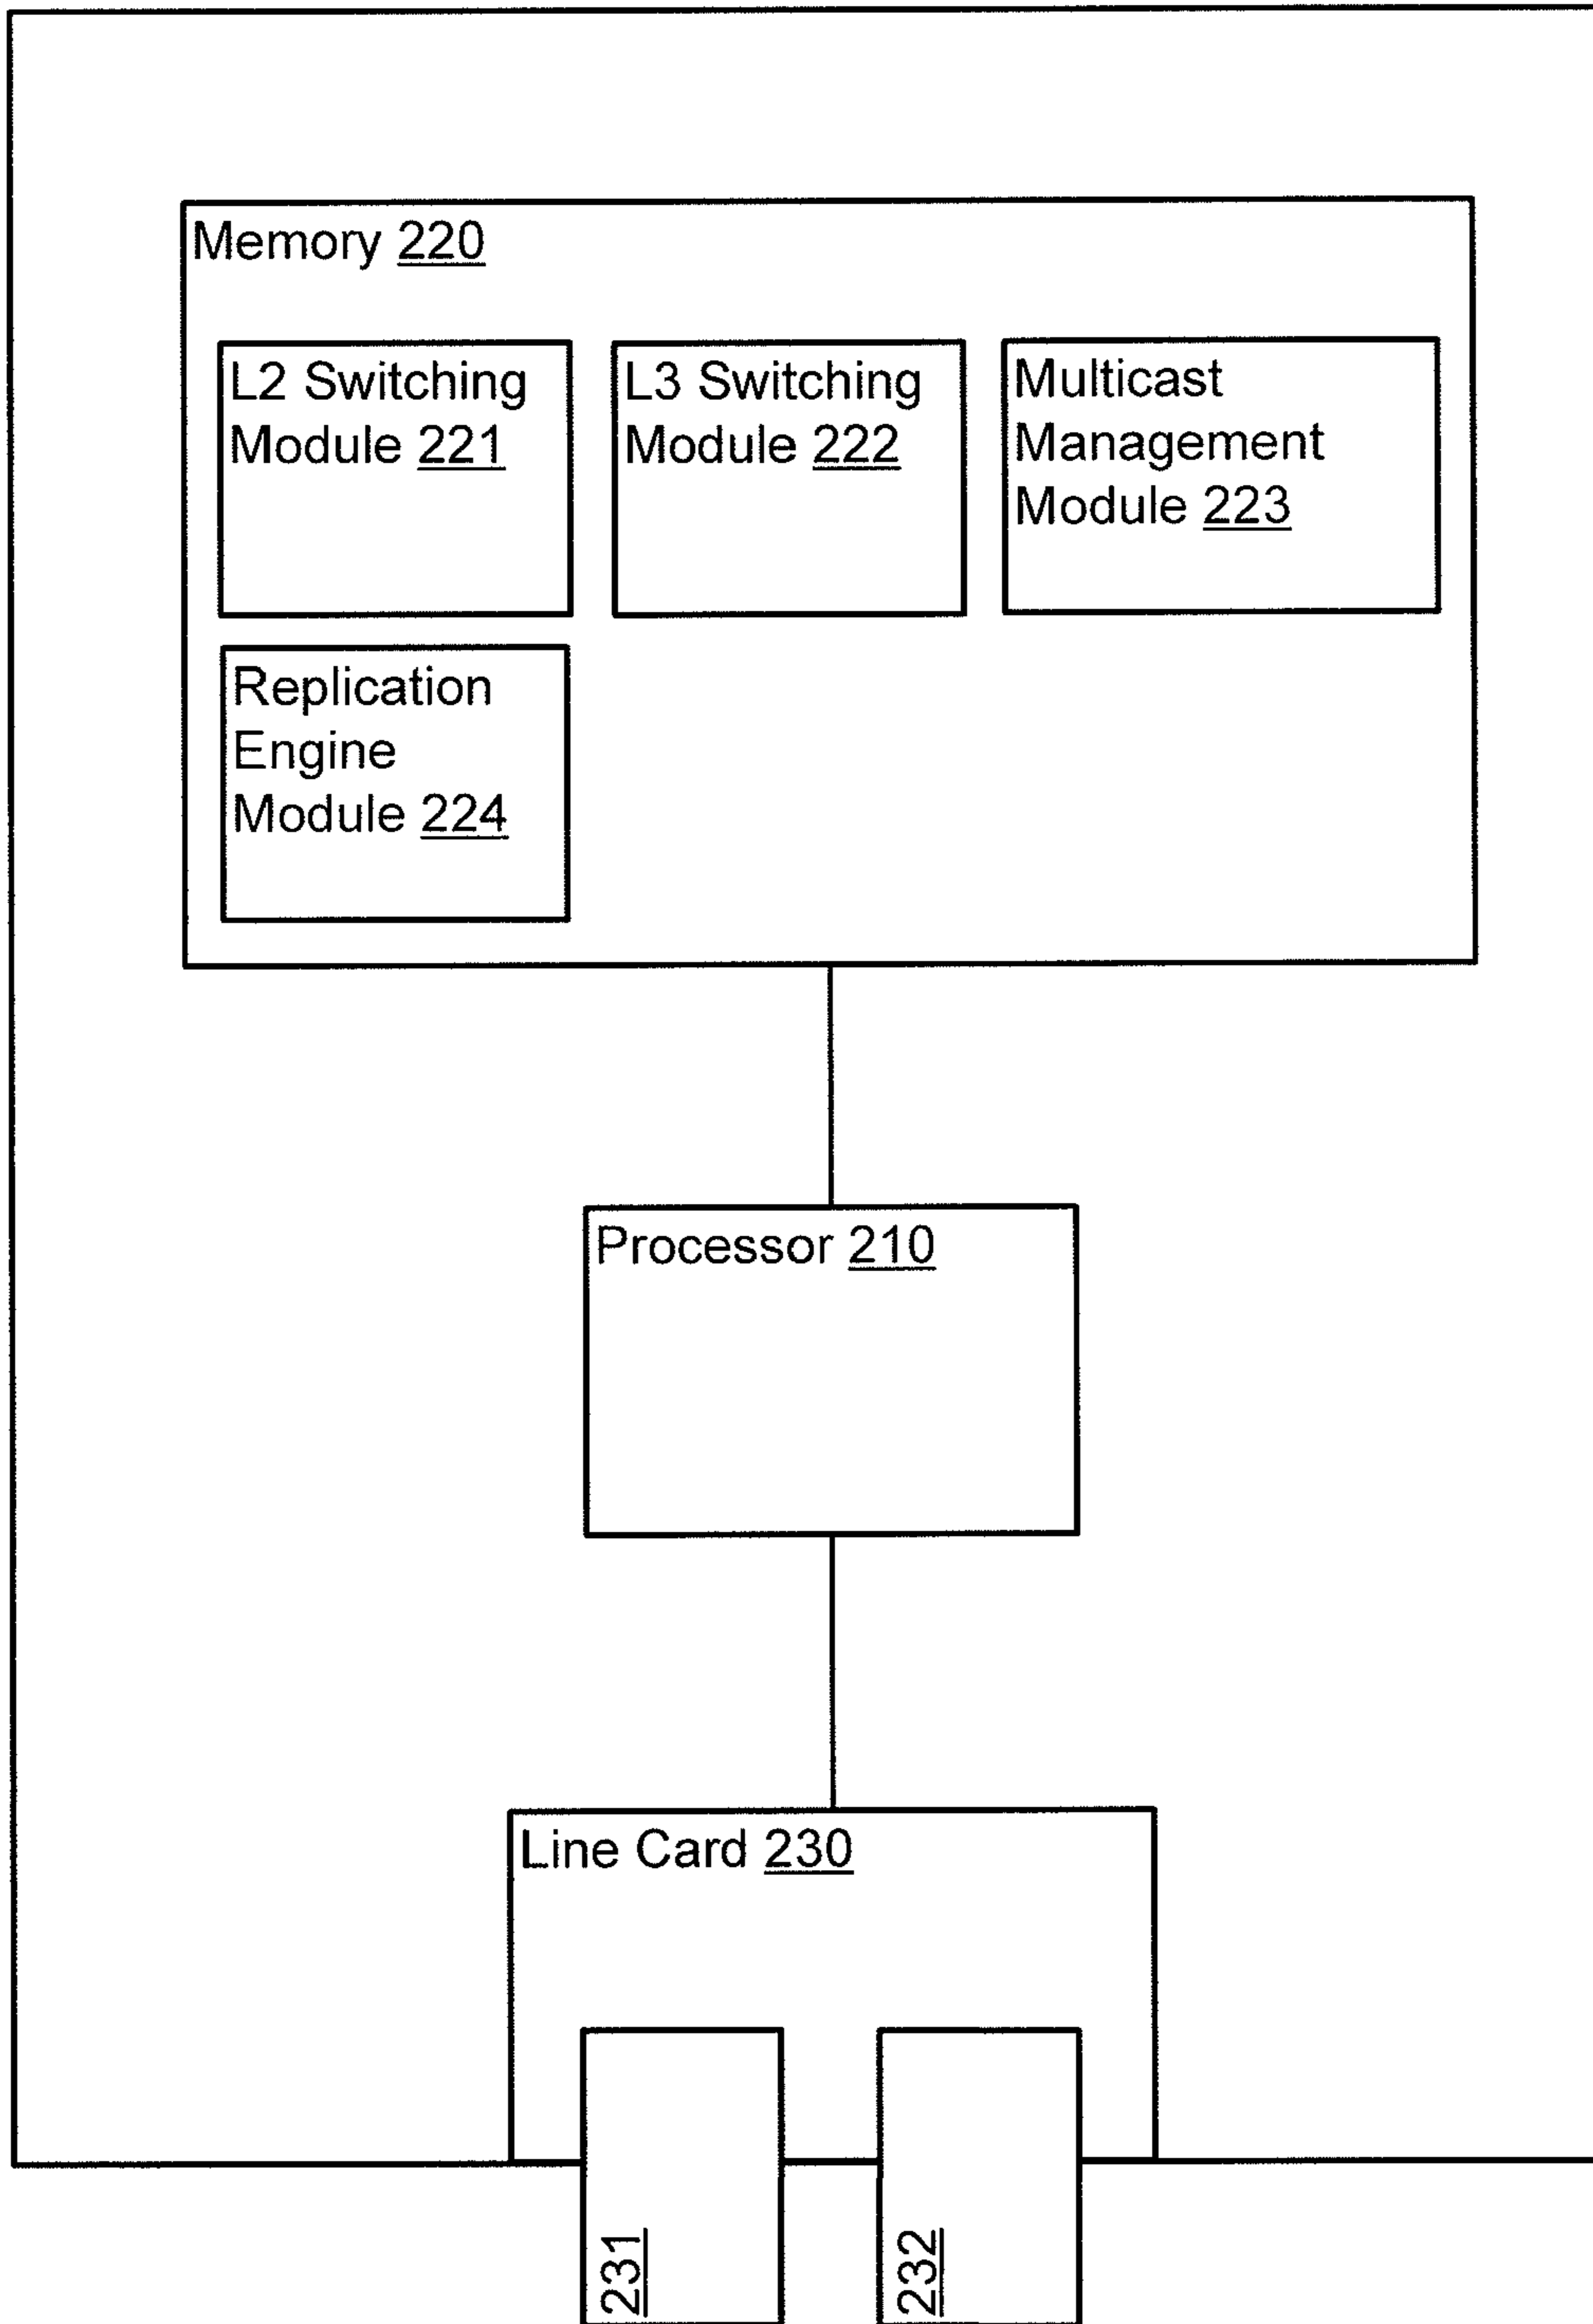 Memory 220
L2 Switching
Module 221
L3 Switching
Module 222
Multicast
Management
Module 223
Replication
Engine
Module 224
Processor 210
Line Card 230
231
232